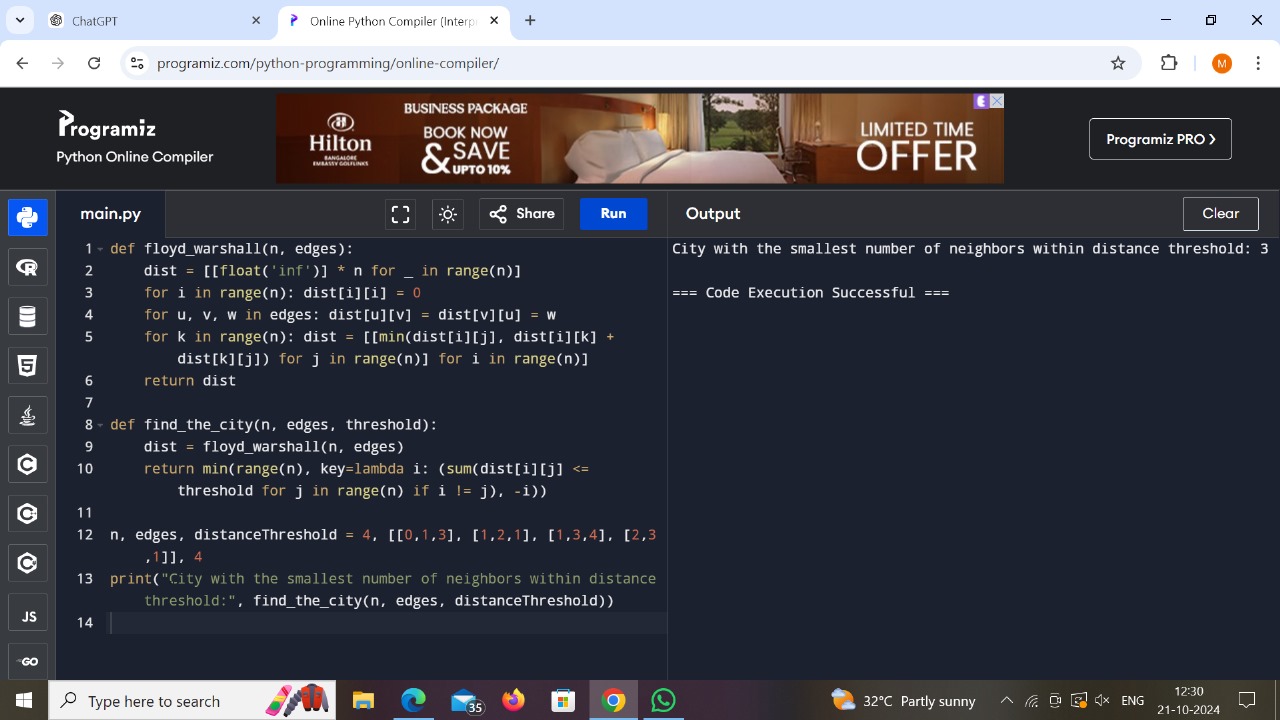 ChatGPT
Online Python Compiler (Interp
programiz.com/python-programming/online-compiler/
M
Programiz
Python Online Compiler
Hilton
BANGALORE
EMBASSY GOLFLINKS
BUSINESS PACKAGE
BOOK NOW
& SAVE
UPTO 10%
LIMITED TIME
OFFER
Programiz PRO
main.py
Share
Run
Output
Clear
1 def floyd_warshall(n, edges):
2 dist = [[float('inf')] * n for _ in range(n)]
3 for i in range(n): dist[i][i] = 0
4 for u, v, w in edges: dist[u][v] = dist[v][u] = w
5 for k in range(n): dist = [[min(dist[i][j], dist[i][k] +
dist[k][j]) for j in range(n)] for i in range(n)]
6 return dist
7
8 def find_the_city(n, edges, threshold):
9 dist = floyd_warshall(n, edges)
10 return min(range(n), key=lambda i: (sum(dist[i][j] <=
threshold for j in range(n) if i != j), -i))
11
12 n, edges, distanceThreshold = 4, [[0,1,3], [1,2,1], [1,3,4], [2,3
,1]], 4
13 print("City with the smallest number of neighbors within distance
threshold:", find_the_city(n, edges, distanceThreshold))
14
City with the smallest number of neighbors within distance threshold: 3
=== Code Execution Successful ===
JS
GO
Type here to search
35
32°C Partly sunny
ENG
12:30
21-10-2024